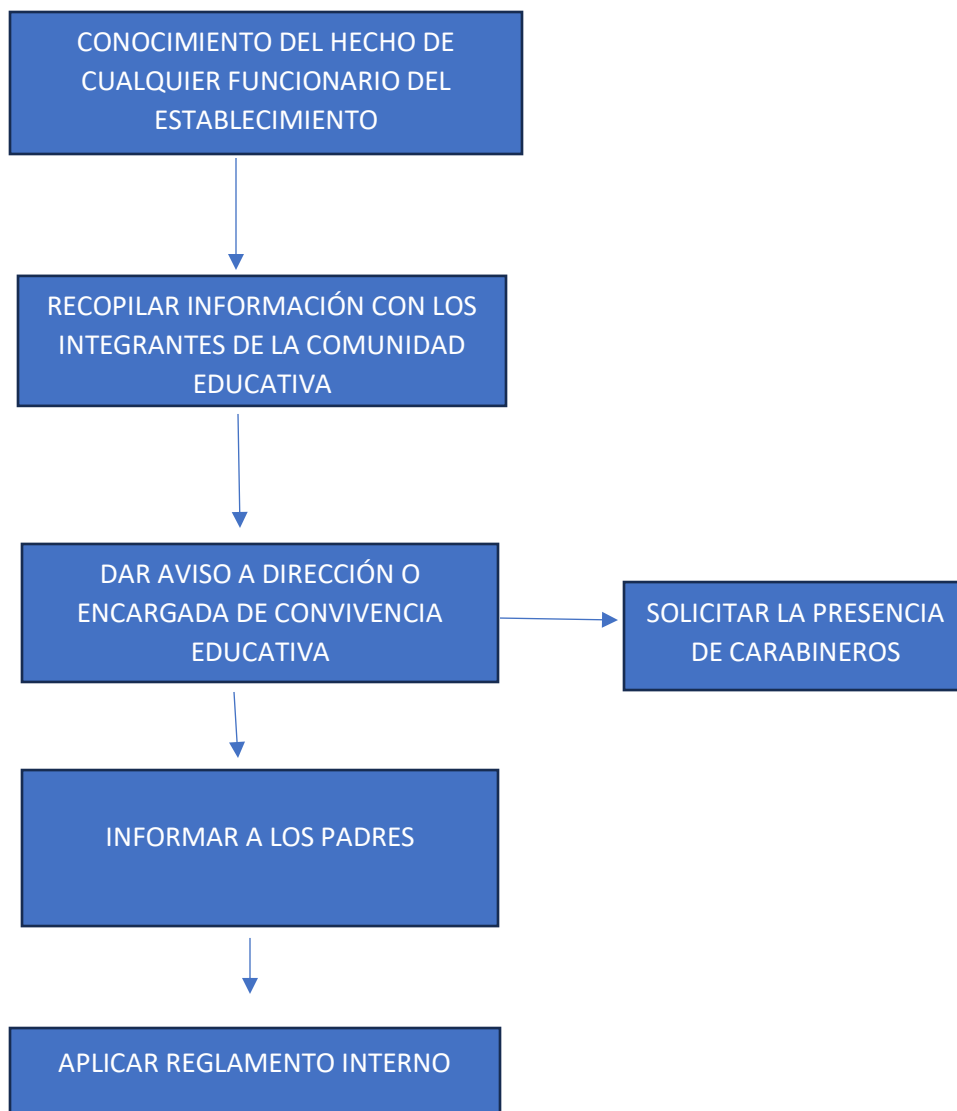 CONOCIMIENTO DEL HECHO DE
CUALQUIER FUNCIONARIO DEL
ESTABLECIMIENTO
RECOPILAR INFORMACIÓN CON LOS
INTEGRANTES DE LA COMUNIDAD
EDUCATIVA
DAR AVISO A DIRECCIÓN O
ENCARGADA DE CONVIVENCIA
EDUCATIVA
SOLICITAR LA PRESENCIA
DE CARABINEROS
INFORMAR A LOS PADRES
APLICAR REGLAMENTO INTERNO